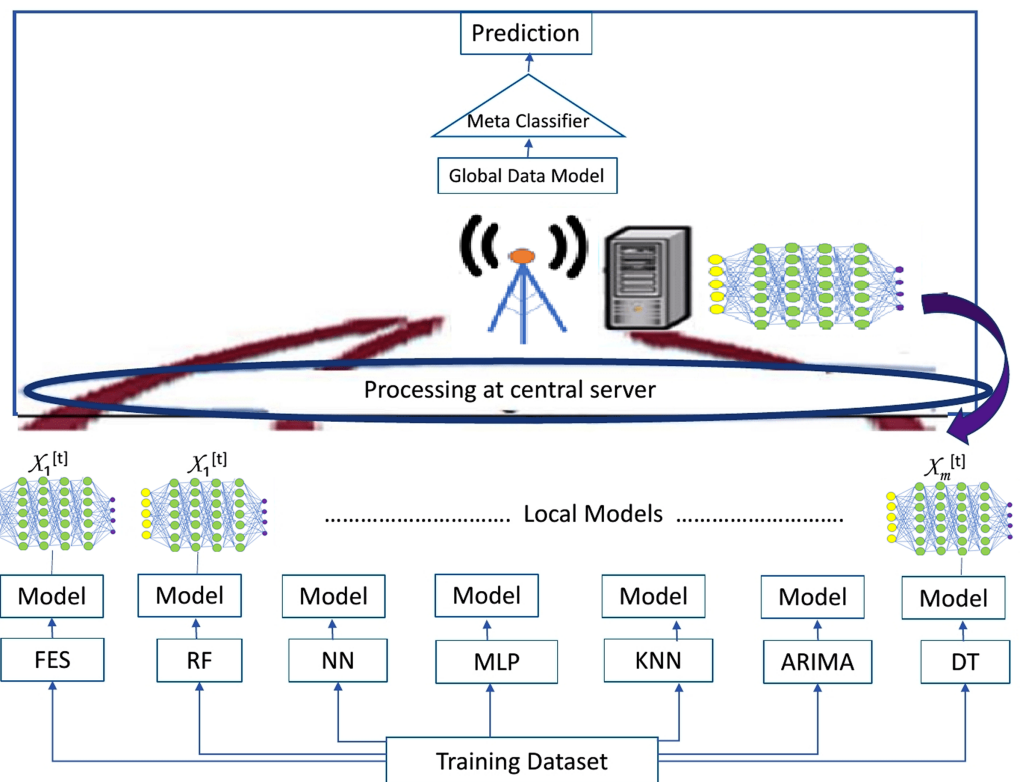 Prediction
Meta Classifier
Global Data Model
Processing at central server
X₁[t]
X₁[t]
Xₘ[t]
.................................. Local Models ..............................
Model
Model
Model
Model
Model
Model
Model
FES
RF
NN
MLP
KNN
ARIMA
DT
Training Dataset